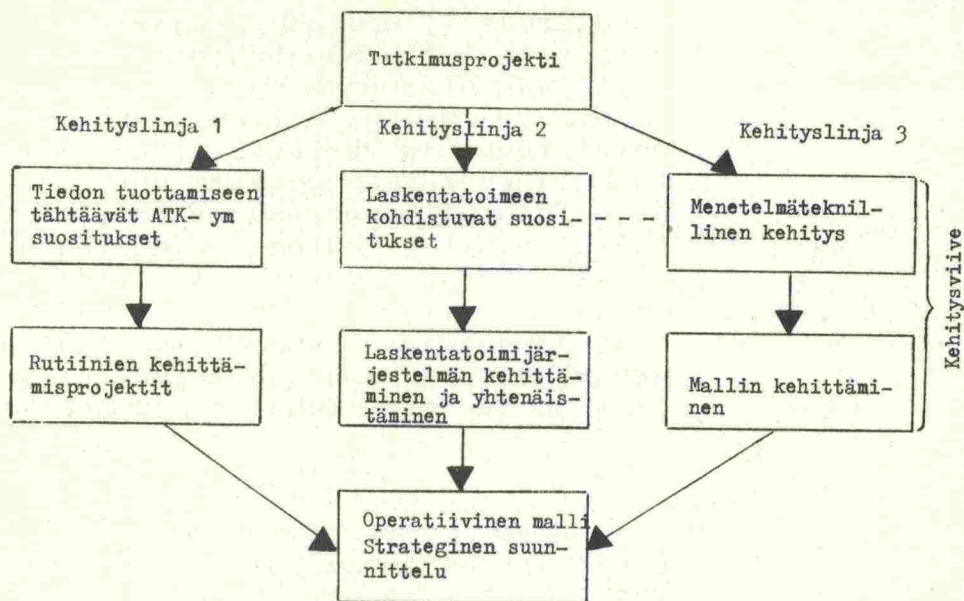 Tutkimusprojekti
Kehityslinja 1
Kehityslinja 2
Kehityslinja 3
Tiedon tuottamiseen
tähtäävät ATK- ym
suositukset
Laskentatoimeen
kohdistuvat suosi-
tukset
Menetelmäteknil-
linen kehitys
Rutiinien kehittä-
misprojektit
Laskentatoimijär-
jestelmän kehittä-
minen ja yhtenäis-
täminen
Mallin kehittämi-
nen
Kehitysviive
Operatiivinen malli
Strateginen suun-
nittelu